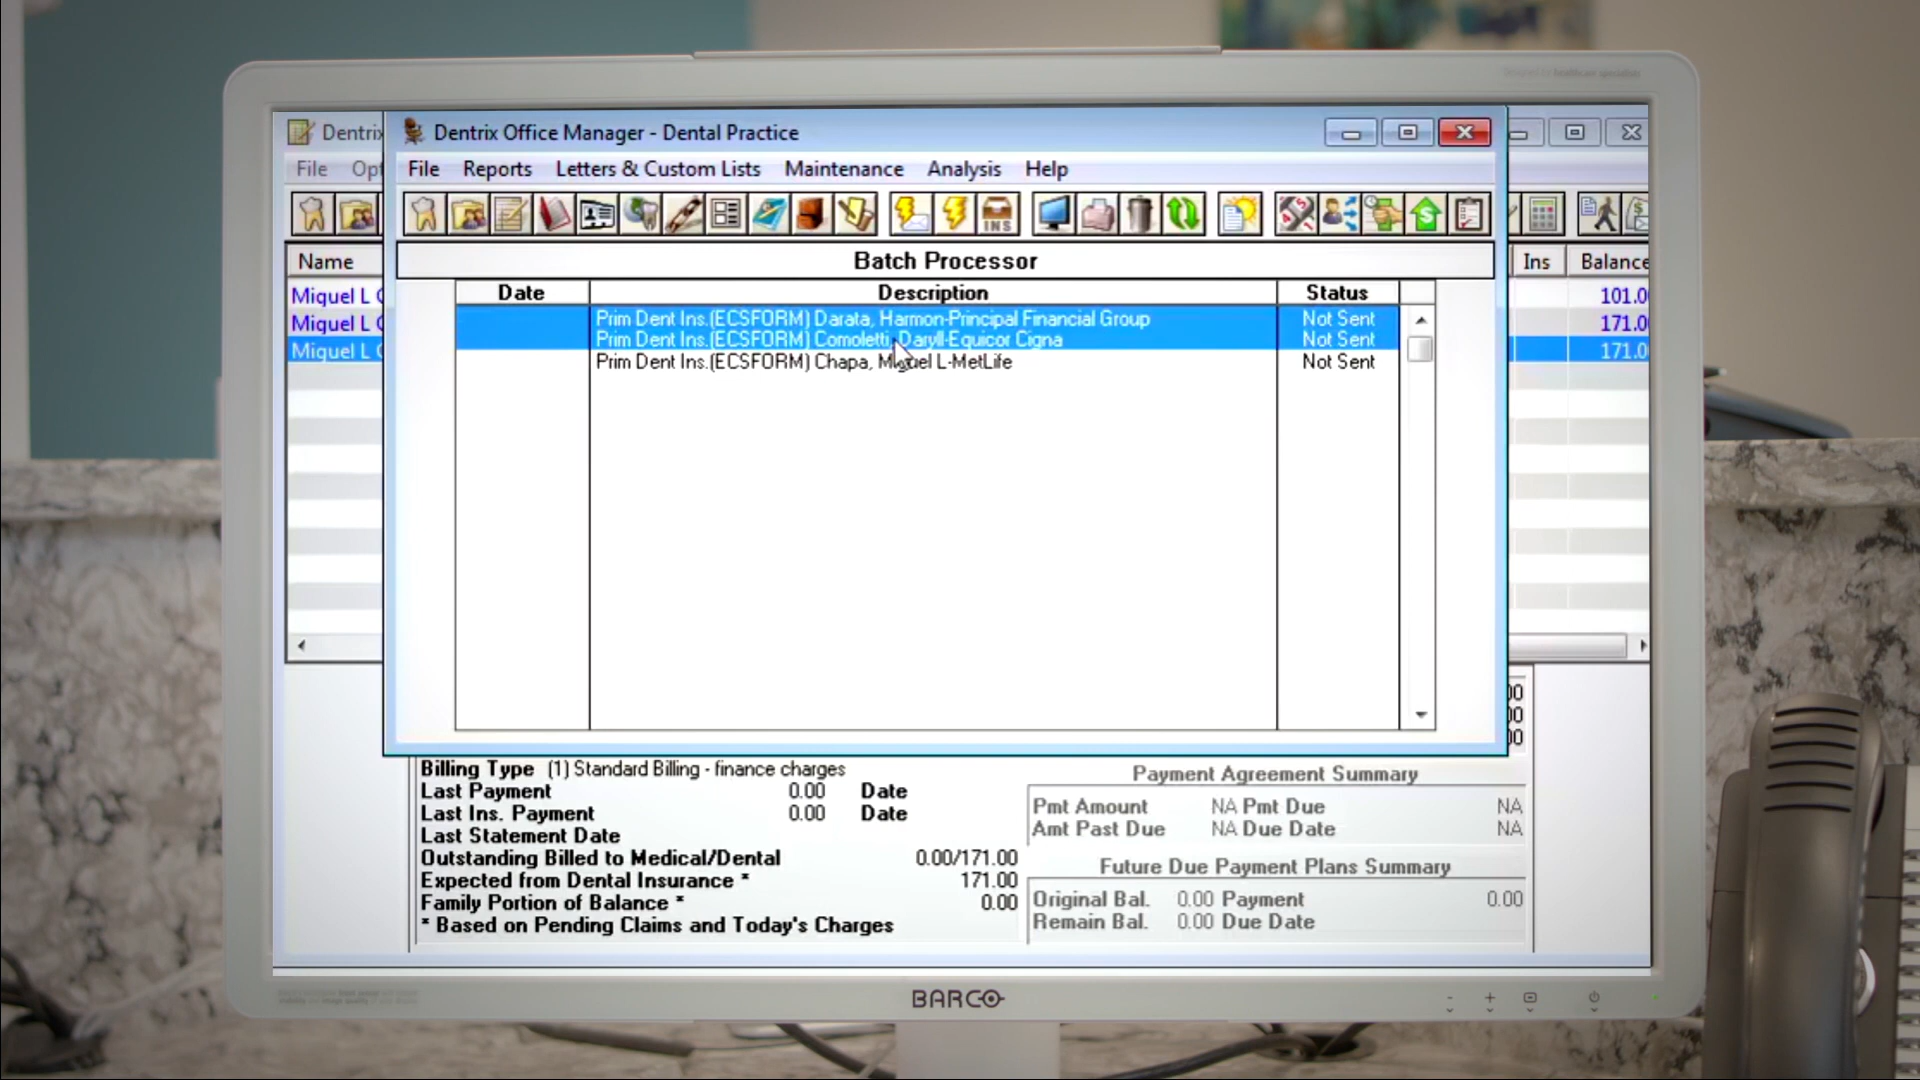 Dentrix
Dentrix Office Manager - Dental Practice
File
File Reports Letters & Custom Lists Maintenance Analysis Help
INS
Batch Processor
Name
Ins Balance
Date Description Status
Miquel L
101.0
Prim Dent Ins.(ECSFORM) Darata, Harmon-Principal Financial Group Not Sent
Miquel L
171.0
Prim Dent Ins.(ECSFORM) Comoletti, Daryll-Equicor Cigna Not Sent
Miquel L
171.0
Prim Dent Ins.(ECSFORM) Chapa, Miguel L-MetLife Not Sent
Billing Type (1) Standard Billing - finance charges
Last Payment 0.00 Date
Last Ins. Payment 0.00 Date
Last Statement Date
Outstanding Billed to Medical/Dental 0.00/171.00
Expected from Dental Insurance * 171.00
Family Portion of Balance * 0.00
* Based on Pending Claims and Today's Charges
Payment Agreement Summary
Pmt Amount NA Pmt Due NA
Amt Past Due NA Due Date NA
Future Due Payment Plans Summary
Original Bal. 0.00 Payment 0.00
Remain Bal. 0.00 Due Date
BARCO